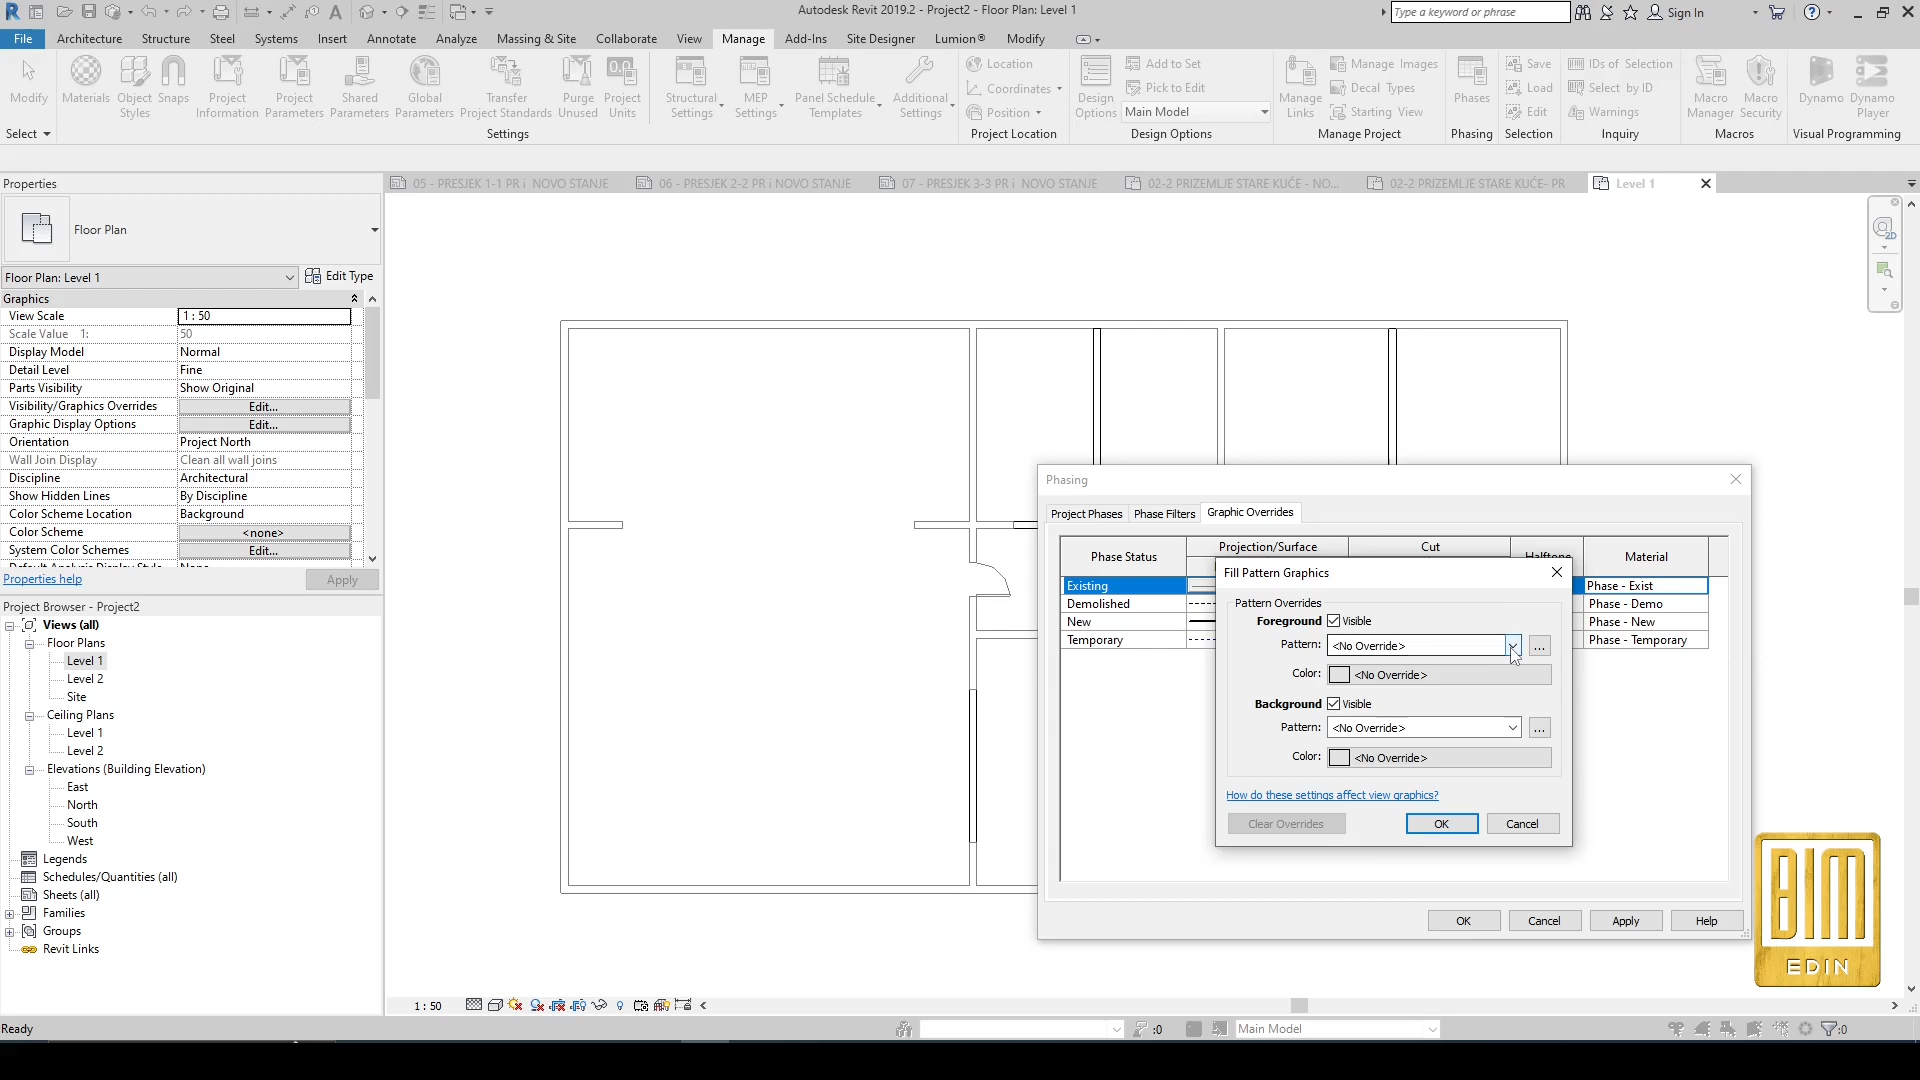 Autodesk Revit 2019.2 - Project2 - Floor Plan: Level 1
Type a keyword or phrase
Sign In
File Architecture Structure Steel Systems Insert Annotate Analyze Massing & Site Collaborate View Manage Add-Ins Site Designer Lumion® Modify
Modify
Materials
Object Styles
Snaps
Project Information
Project Parameters
Shared Parameters
Global Parameters
Transfer Project Standards
Purge Unused
Project Units
Structural Settings
MEP Settings
Panel Schedule Templates
Additional Settings
Location
Coordinates
Position
Design Options
Add to Set
Pick to Edit
Main Model
Manage Links
Manage Images
Decal Types
Starting View
Phases
Save
Load
Edit
IDs of Selection
Select by ID
Warnings
Macro Manager
Macro Security
Dynamo
Dynamo Player
Select
Settings
Project Location
Design Options
Manage Project
Phasing
Selection
Inquiry
Macros
Visual Programming
Properties
05 - PRESJEK 1-1 PR i NOVO STANJE
06 - PRESJEK 2-2 PR i NOVO STANJE
07 - PRESJEK 3-3 PR i NOVO STANJE
02-2 PRIZEMLJE STARE KUĆE - NO...
02-2 PRIZEMLJE STARE KUĆE- PR
Level 1
Floor Plan
Floor Plan: Level 1
Edit Type
Graphics
View Scale 1 : 50
Scale Value 1: 50
Display Model Normal
Detail Level Fine
Parts Visibility Show Original
Visibility/Graphics Overrides Edit...
Graphic Display Options Edit...
Orientation Project North
Wall Join Display Clean all wall joins
Discipline Architectural
Show Hidden Lines By Discipline
Color Scheme Location Background
Color Scheme <none>
System Color Schemes Edit...
Properties help
Apply
Project Browser - Project2
Views (all)
Floor Plans
Level 1
Level 2
Site
Ceiling Plans
Level 1
Level 2
Elevations (Building Elevation)
East
North
South
West
Legends
Schedules/Quantities (all)
Sheets (all)
Families
Groups
Revit Links
Phasing
Project Phases Phase Filters Graphic Overrides
Phase Status Projection/Surface Cut Halftone Material
Existing Phase - Exist
Demolished Phase - Demo
New Phase - New
Temporary Phase - Temporary
Fill Pattern Graphics
Pattern Overrides
Foreground Visible
Pattern: <No Override> ...
Color: <No Override>
Background Visible
Pattern: <No Override> ...
Color: <No Override>
How do these settings affect view graphics?
Clear Overrides OK Cancel
OK Cancel Apply Help
BIM
EDIN
1 : 50
Ready
:0
Main Model
:0